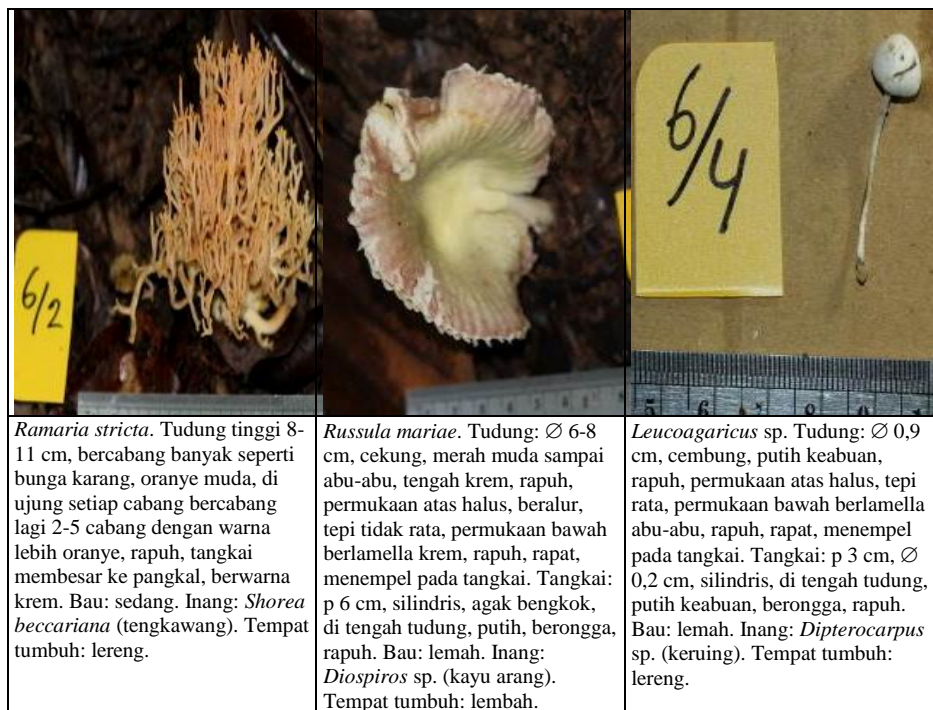 6/2
6/4
5 6 7 8 9
Ramaria stricta. Tudung tinggi 8-
11 cm, bercabang banyak seperti
bunga karang, oranye muda, di
ujung setiap cabang bercabang
lagi 2-5 cabang dengan warna
lebih oranye, rapuh, tangkai
membesar ke pangkal, berwarna
krem. Bau: sedang. Inang: Shorea
beccariana (tengkawang). Tempat
tumbuh: lereng.
Russula mariae. Tudung: ∅ 6-8
cm, cekung, merah muda sampai
abu-abu, tengah krem, rapuh,
permukaan atas halus, beralur,
tepi tidak rata, permukaan bawah
berlamella krem, rapuh, rapat,
menempel pada tangkai. Tangkai:
p 6 cm, silindris, agak bengkok,
di tengah tudung, putih, berongga,
rapuh. Bau: lemah. Inang:
Diospiros sp. (kayu arang).
Tempat tumbuh: lembah.
Leucoagaricus sp. Tudung: ∅ 0,9
cm, cembung, putih keabuan,
rapuh, permukaan atas halus, tepi
rata, permukaan bawah berlamella
abu-abu, rapuh, rapat, menempel
pada tangkai. Tangkai: p 3 cm, ∅
0,2 cm, silindris, di tengah tudung,
putih keabuan, berongga, rapuh.
Bau: lemah. Inang: Dipterocarpus
sp. (keruing). Tempat tumbuh:
lereng.